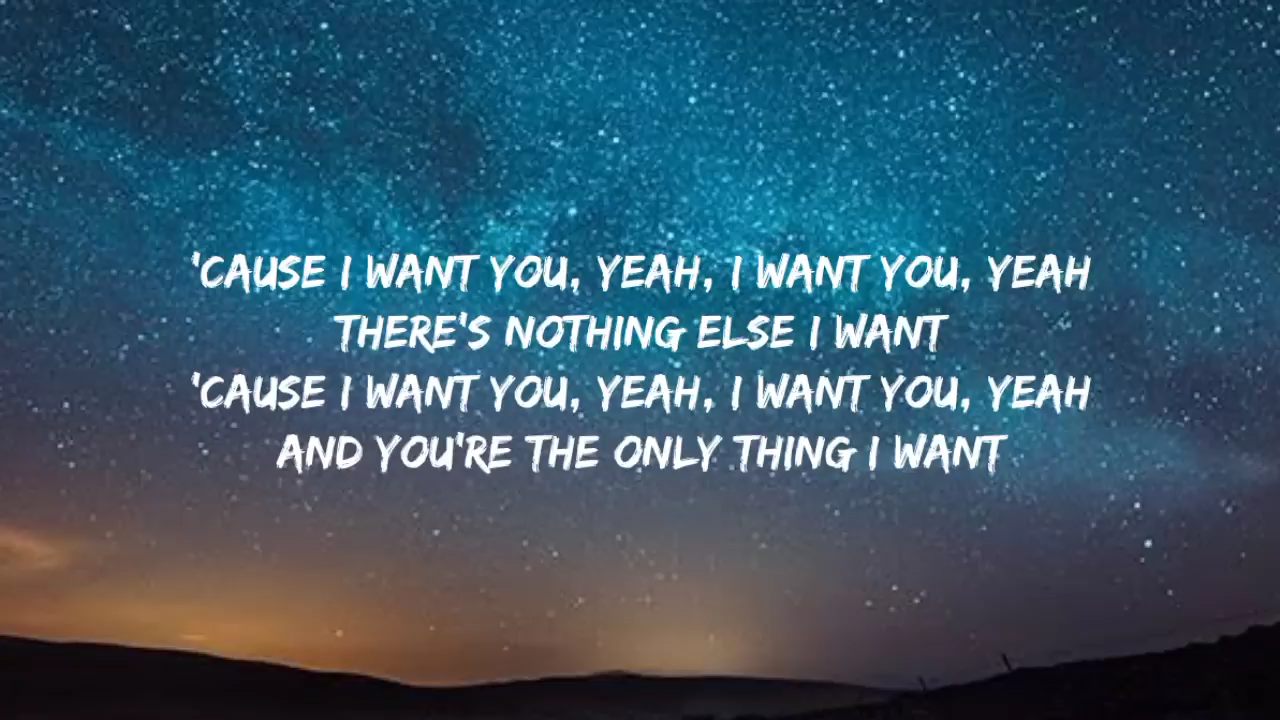 'CAUSE I WANT YOU, YEAH, I WANT YOU, YEAH
THERE'S NOTHING ELSE I WANT
'CAUSE I WANT YOU, YEAH, I WANT YOU, YEAH
AND YOU'RE THE ONLY THING I WANT